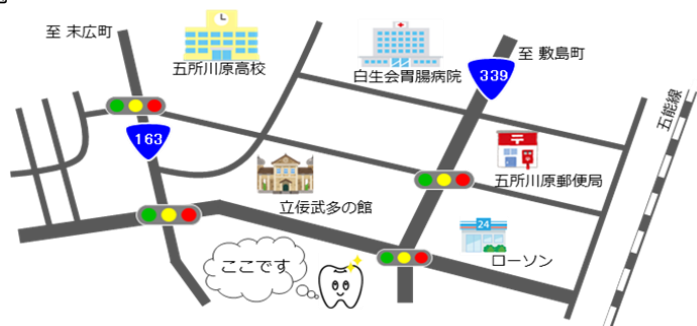 至 末広町
五所川原高校
白生会胃腸病院
339
至 敷島町
五能線
163
〒
五所川原郵便局
立佞武多の館
24
ローソン
ここです